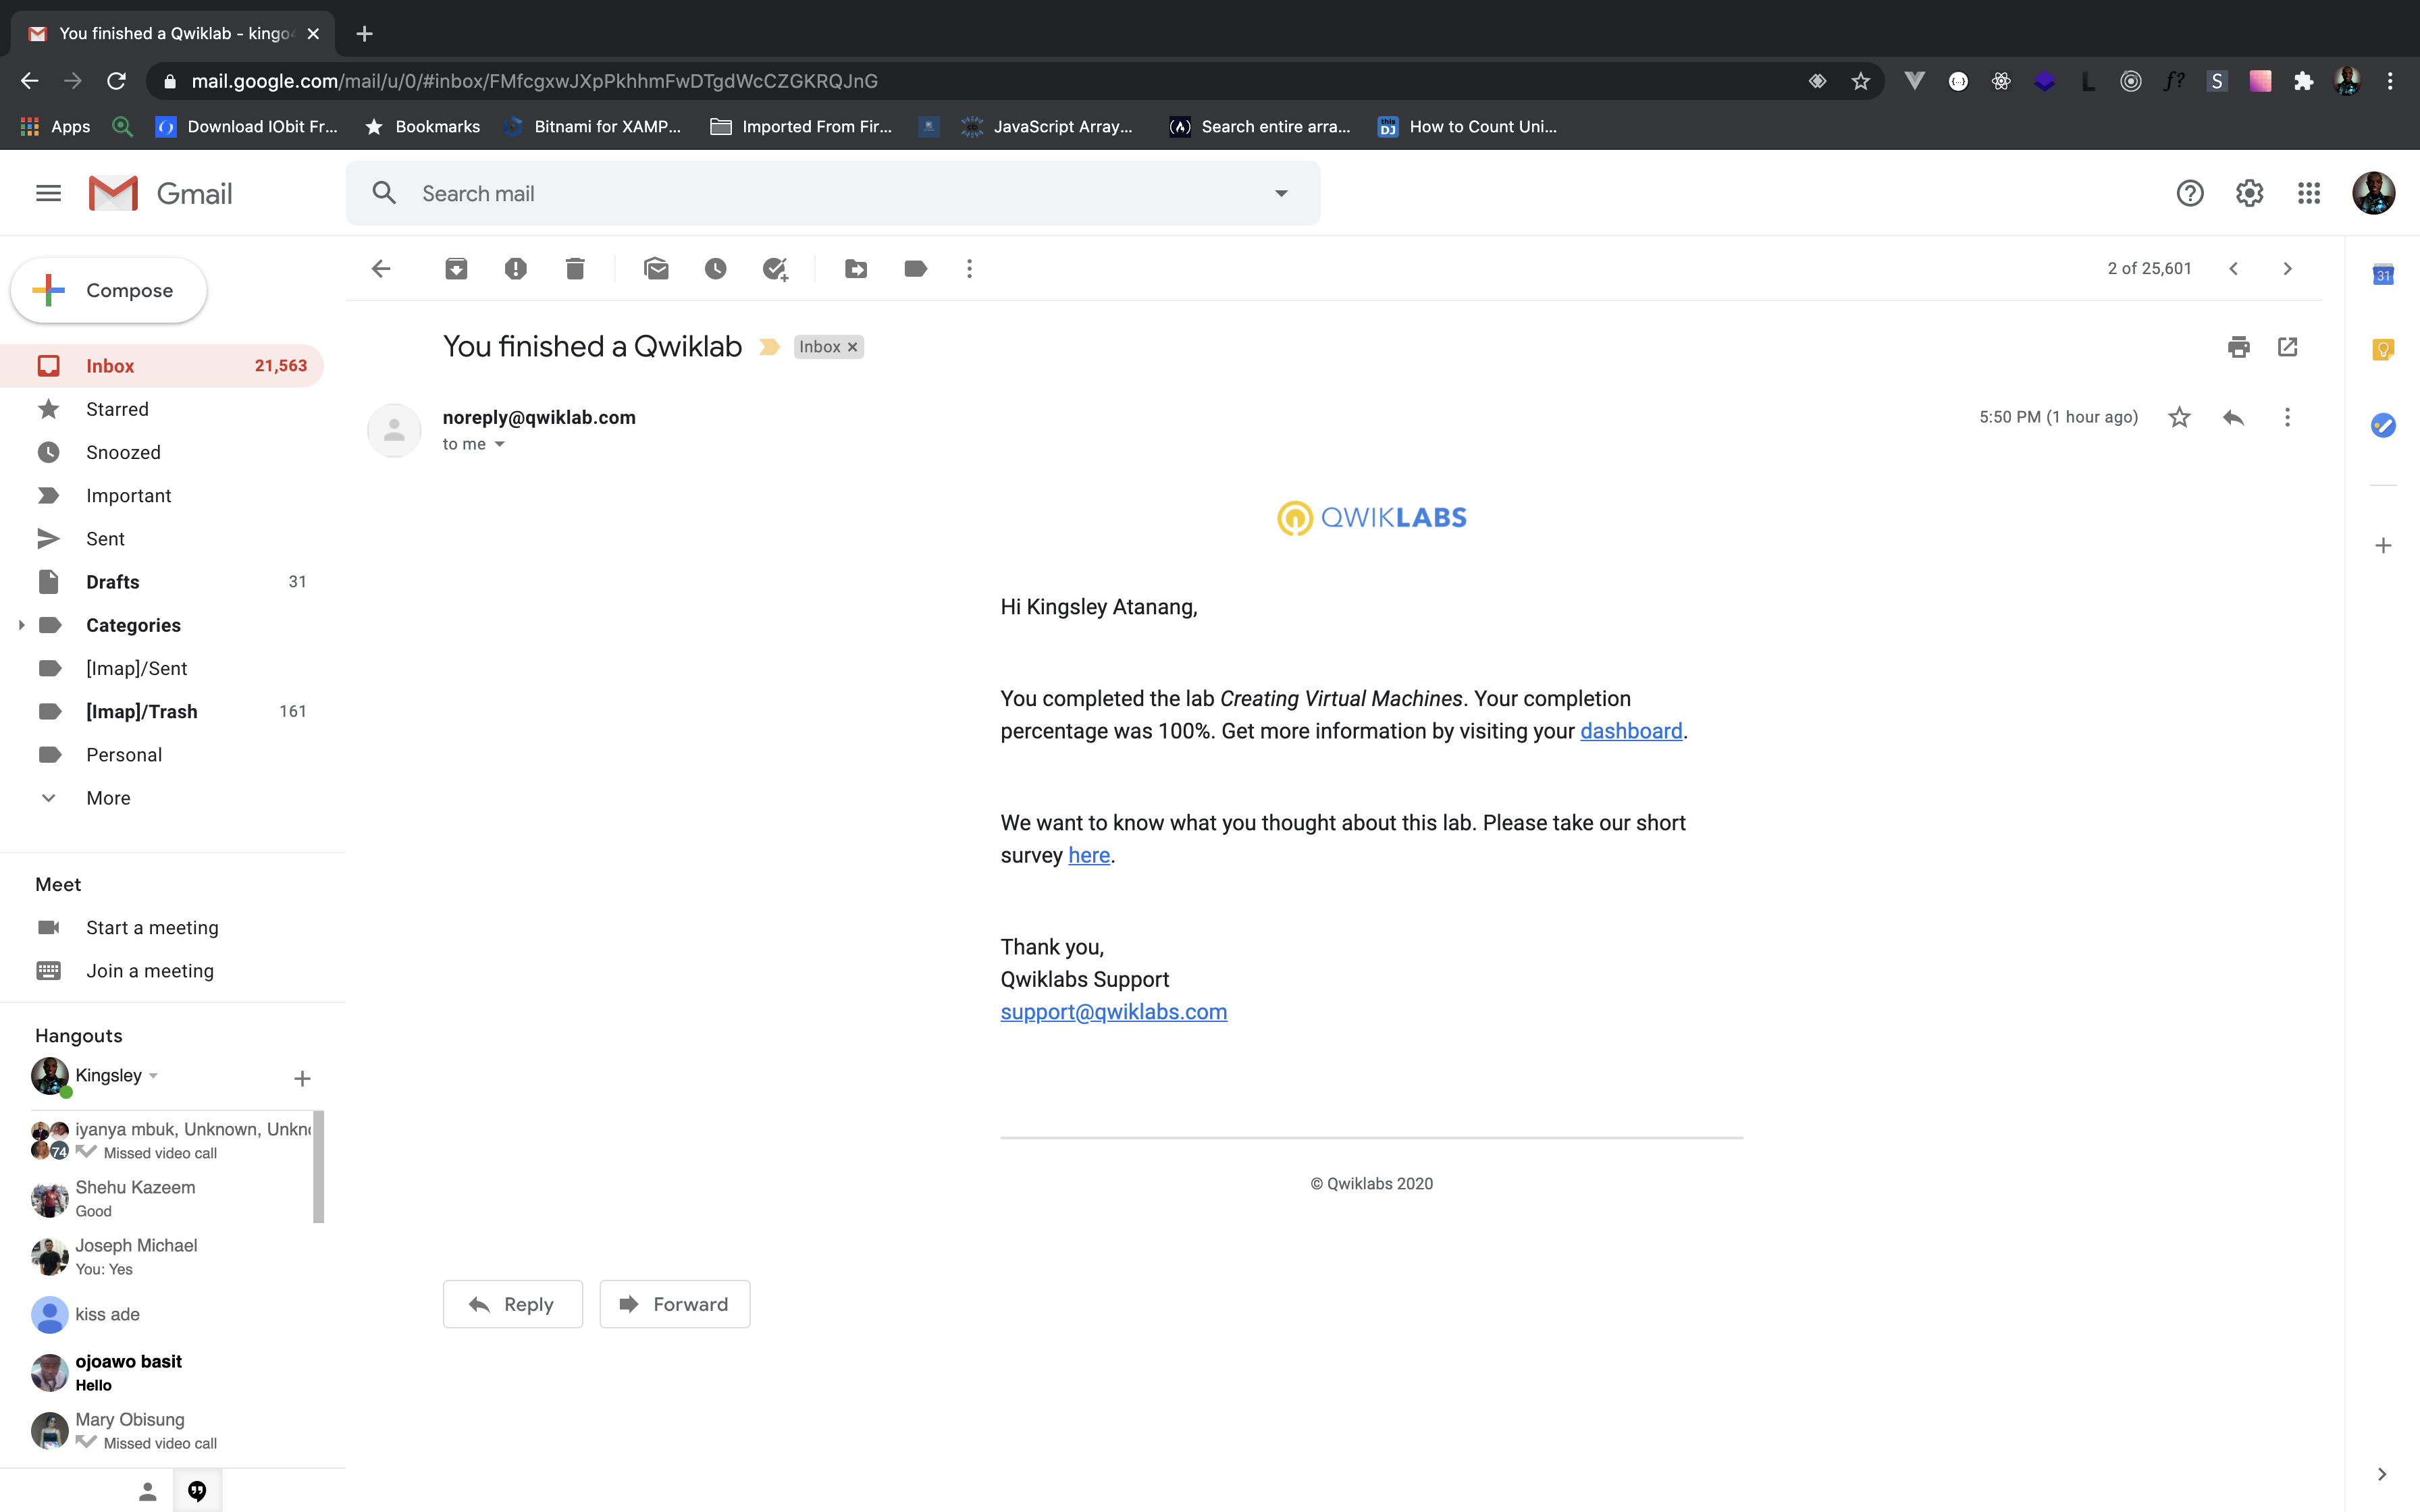 You finished a Qwiklab - kingo
mail.google.com/mail/u/0/#inbox/FMfcgxwJXpPkhhmFwDTgdWcCZGKRQJnG
Apps
Download IObit Fr...
Bookmarks
Bitnami for XAMP...
Imported From Fir...
JavaScript Array...
Search entire arra...
How to Count Uni...
Gmail
Search mail
Compose
2 of 25,601
31
Inbox 21,563
Starred
Snoozed
Important
Sent
Drafts 31
Categories
[Imap]/Sent
[Imap]/Trash 161
Personal
More
Meet
Start a meeting
Join a meeting
Hangouts
Kingsley
iyanya mbuk, Unknown, Unkn
74
Missed video call
Shehu Kazeem
Good
Joseph Michael
You: Yes
kiss ade
ojoawo basit
Hello
Mary Obisung
Missed video call
You finished a Qwiklab
Inbox
noreply@qwiklab.com
to me
5:50 PM (1 hour ago)
QWIKLABS
Hi Kingsley Atanang,
You completed the lab Creating Virtual Machines. Your completion
percentage was 100%. Get more information by visiting your dashboard.
We want to know what you thought about this lab. Please take our short
survey here.
Thank you,
Qwiklabs Support
support@qwiklabs.com
© Qwiklabs 2020
Reply
Forward